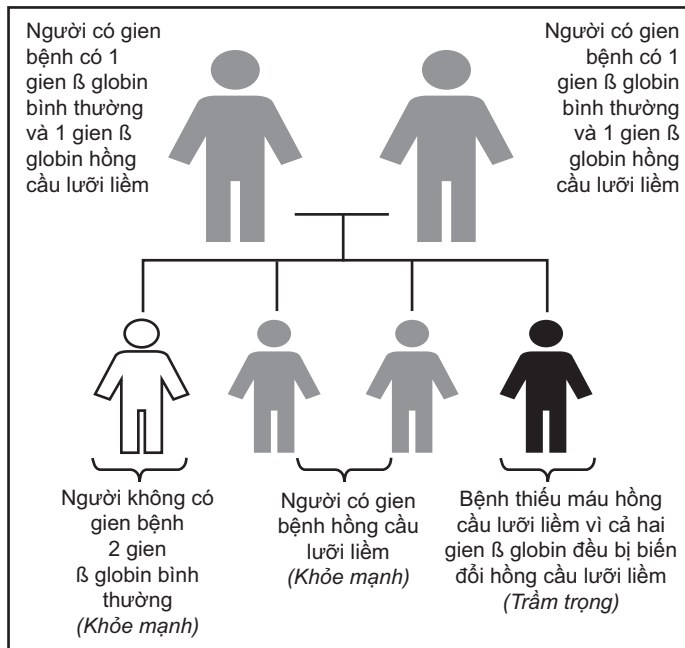 Người có gien
bệnh có 1
gien ß globin
bình thường
và 1 gien ß
globin hồng
cầu lưỡi liềm
Người có gien
bệnh có 1
gien ß globin
bình thường
và 1 gien ß
globin hồng
cầu lưỡi liềm
Người không có
gien bệnh
2 gien
ß globin bình
thường
(Khỏe mạnh)
Người có gien
bệnh hồng cầu
lưỡi liềm
(Khỏe mạnh)
Bệnh thiếu máu hồng
cầu lưỡi liềm vì cả hai
gien ß globin đều bị biến
đổi hồng cầu lưỡi liềm
(Trầm trọng)